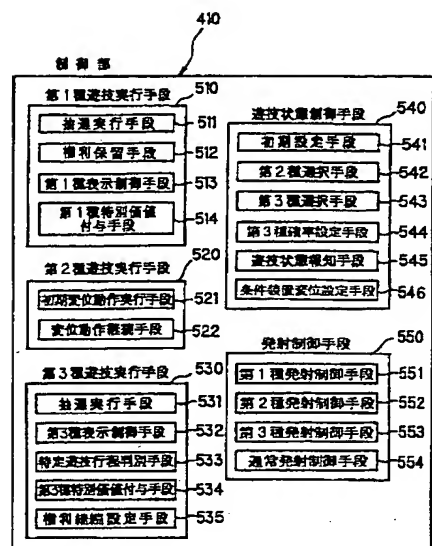 410
制御部
第1種遊技実行手段 510
抽選実行手段 511
権利保留手段 512
第1種表示制御手段 513
第1種特別価値付与手段 514
第2種遊技実行手段 520
初期変位動作実行手段 521
変位動作継続手段 522
第3種遊技実行手段 530
抽選実行手段 531
第3種表示制御手段 532
特定遊技行程判別手段 533
第3種特別価値付与手段 534
権利継続設定手段 535
遊技状態制御手段 540
初期設定手段 541
第2種選択手段 542
第3種選択手段 543
第3種確率設定手段 544
遊技状態報知手段 545
条件装置変位設定手段 546
発射制御手段 550
第1種発射制御手段 551
第2種発射制御手段 552
第3種発射制御手段 553
通常発射制御手段 554